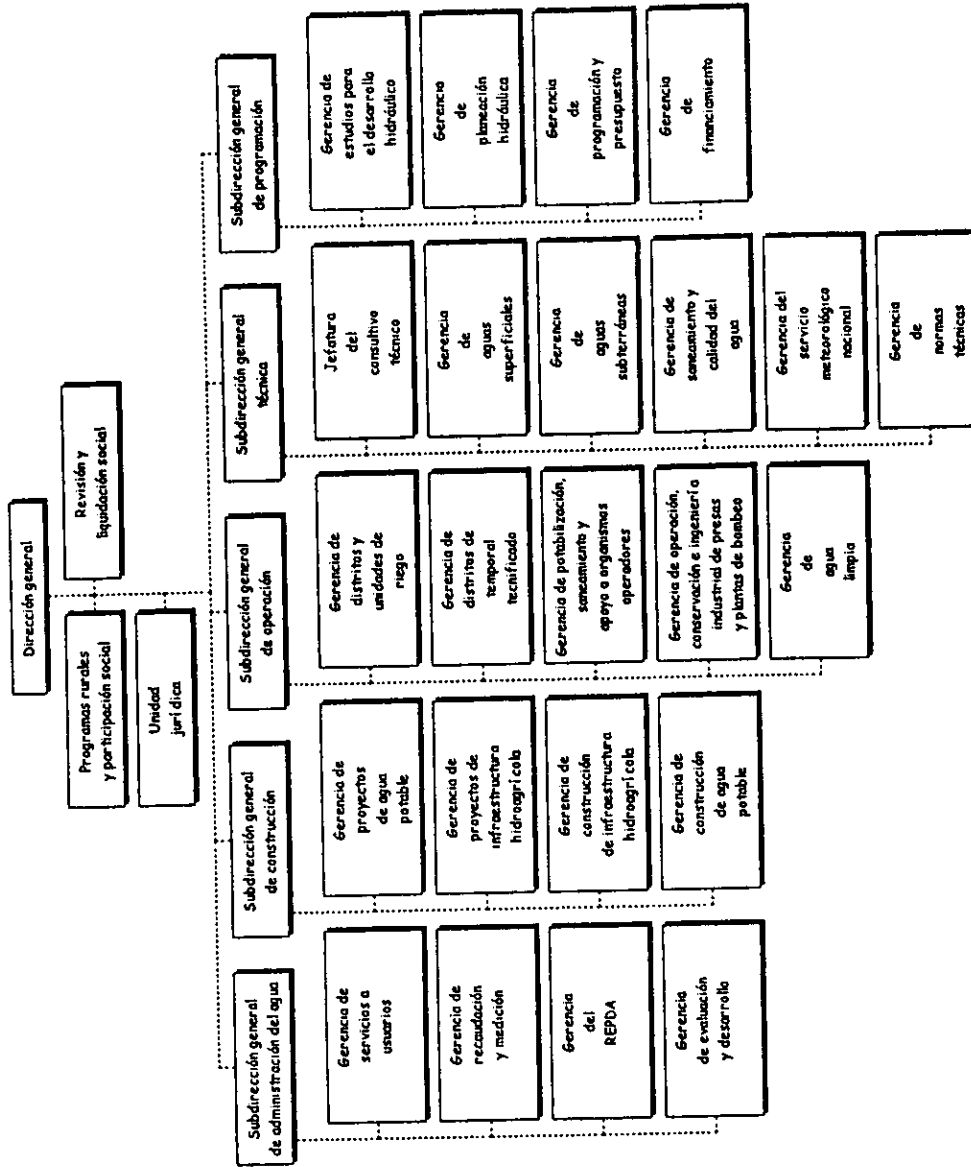 Dirección general
Programas rurales
y participación social
Revisión y
liquidación social
Unidad
jurídica
Subdirección general
de administración del agua
Gerencia de
servicios a
usuarios
Gerencia de
recaudación
y medición
Gerencia
del
REPDA
Gerencia
de evaluación
y desarrollo
Subdirección general
de construcción
Gerencia de
proyectos
de agua
potable
Gerencia de
proyectos de
infraestructura
hidroagrícola
Gerencia de
construcción
de infraestructura
hidroagrícola
Gerencia de
construcción
de agua
potable
Subdirección general
de operación
Gerencia de
distritos y
unidades de
riego
Gerencia de
distritos de
temporal
tecnificado
Gerencia de potabilización,
saneamiento y
apoyo a organismos
operadores
Gerencia de operación,
conservación e ingeniería
industrial de presas
y plantas de bombeo
Gerencia
de
agua
limpia
Subdirección general
técnica
Jefatura
del
consultivo
técnico
Gerencia
de
aguas
superficiales
Gerencia
de
aguas
subterráneas
Gerencia de
saneamiento y
calidad del
agua
Gerencia del
servicio
meteorológico
nacional
Gerencia
de
normas
técnicas
Subdirección general
de programación
Gerencia de
estudios para
el desarrollo
hidráulico
Gerencia
de
planeación
hidráulica
Gerencia
de
programación y
presupuesto
Gerencia
de
financiamiento